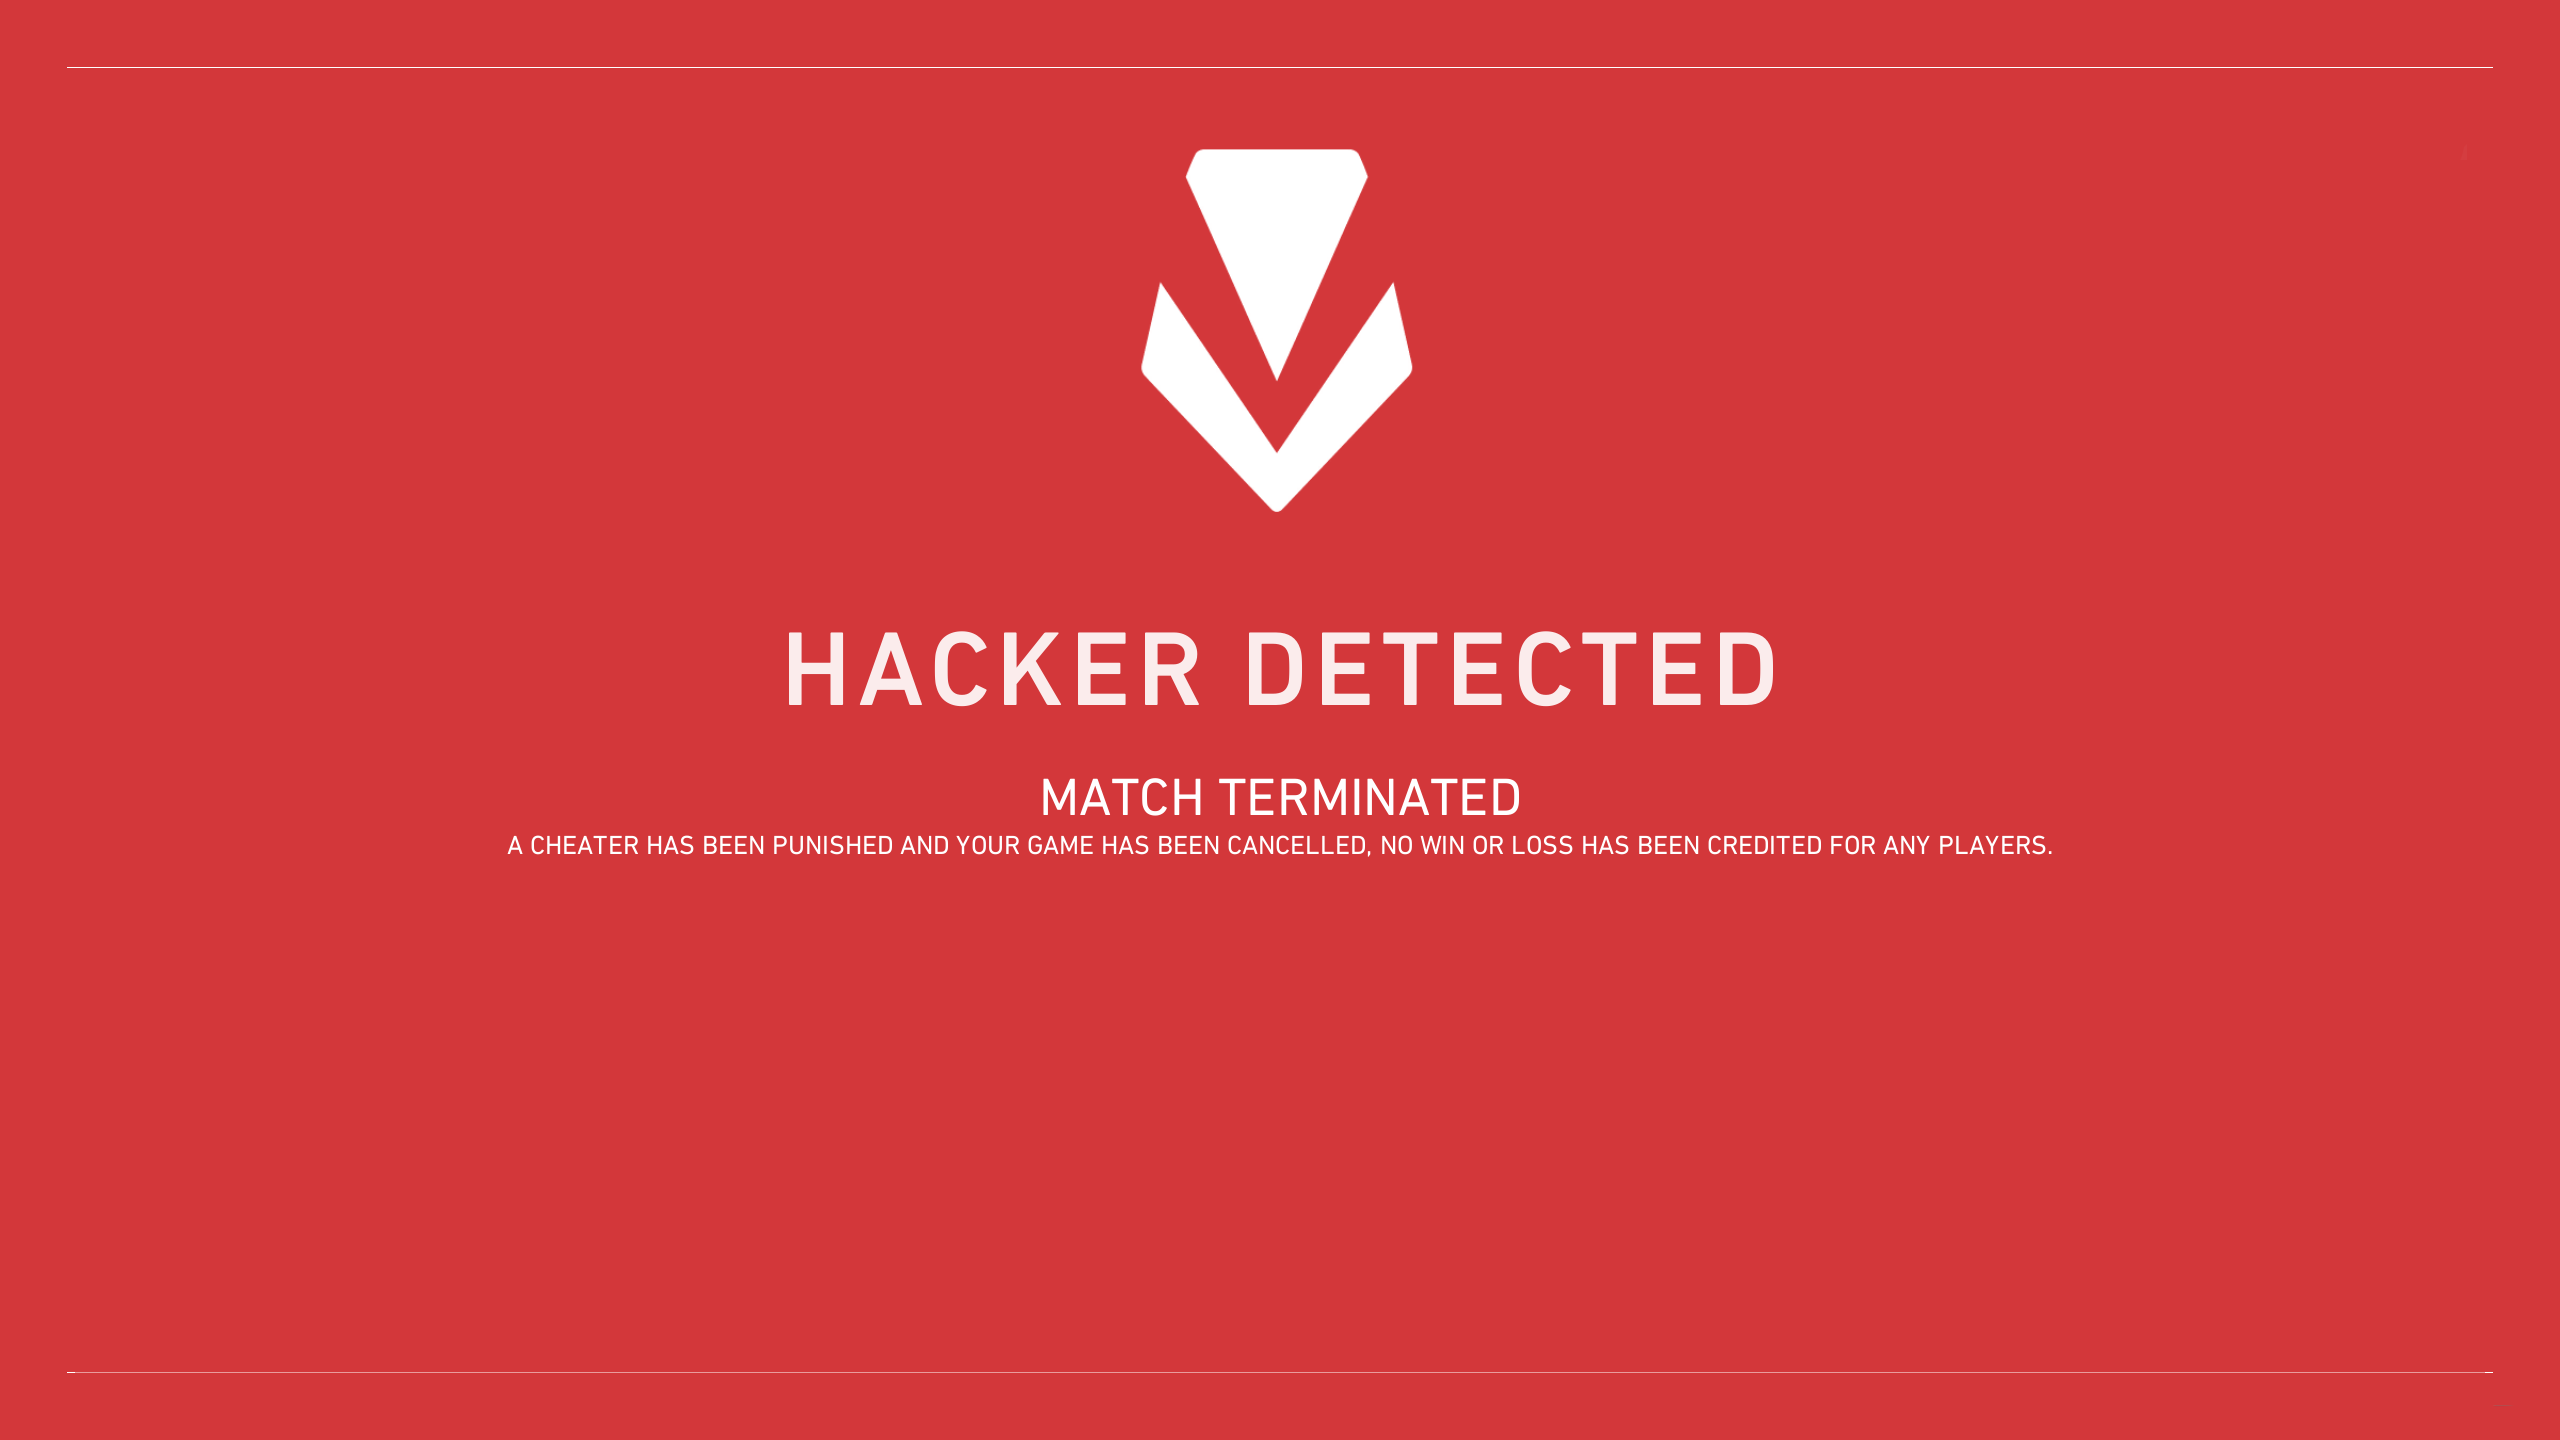 HACKER DETECTED
MATCH TERMINATED
A CHEATER HAS BEEN PUNISHED AND YOUR GAME HAS BEEN CANCELLED, NO WIN OR LOSS HAS BEEN CREDITED FOR ANY PLAYERS.